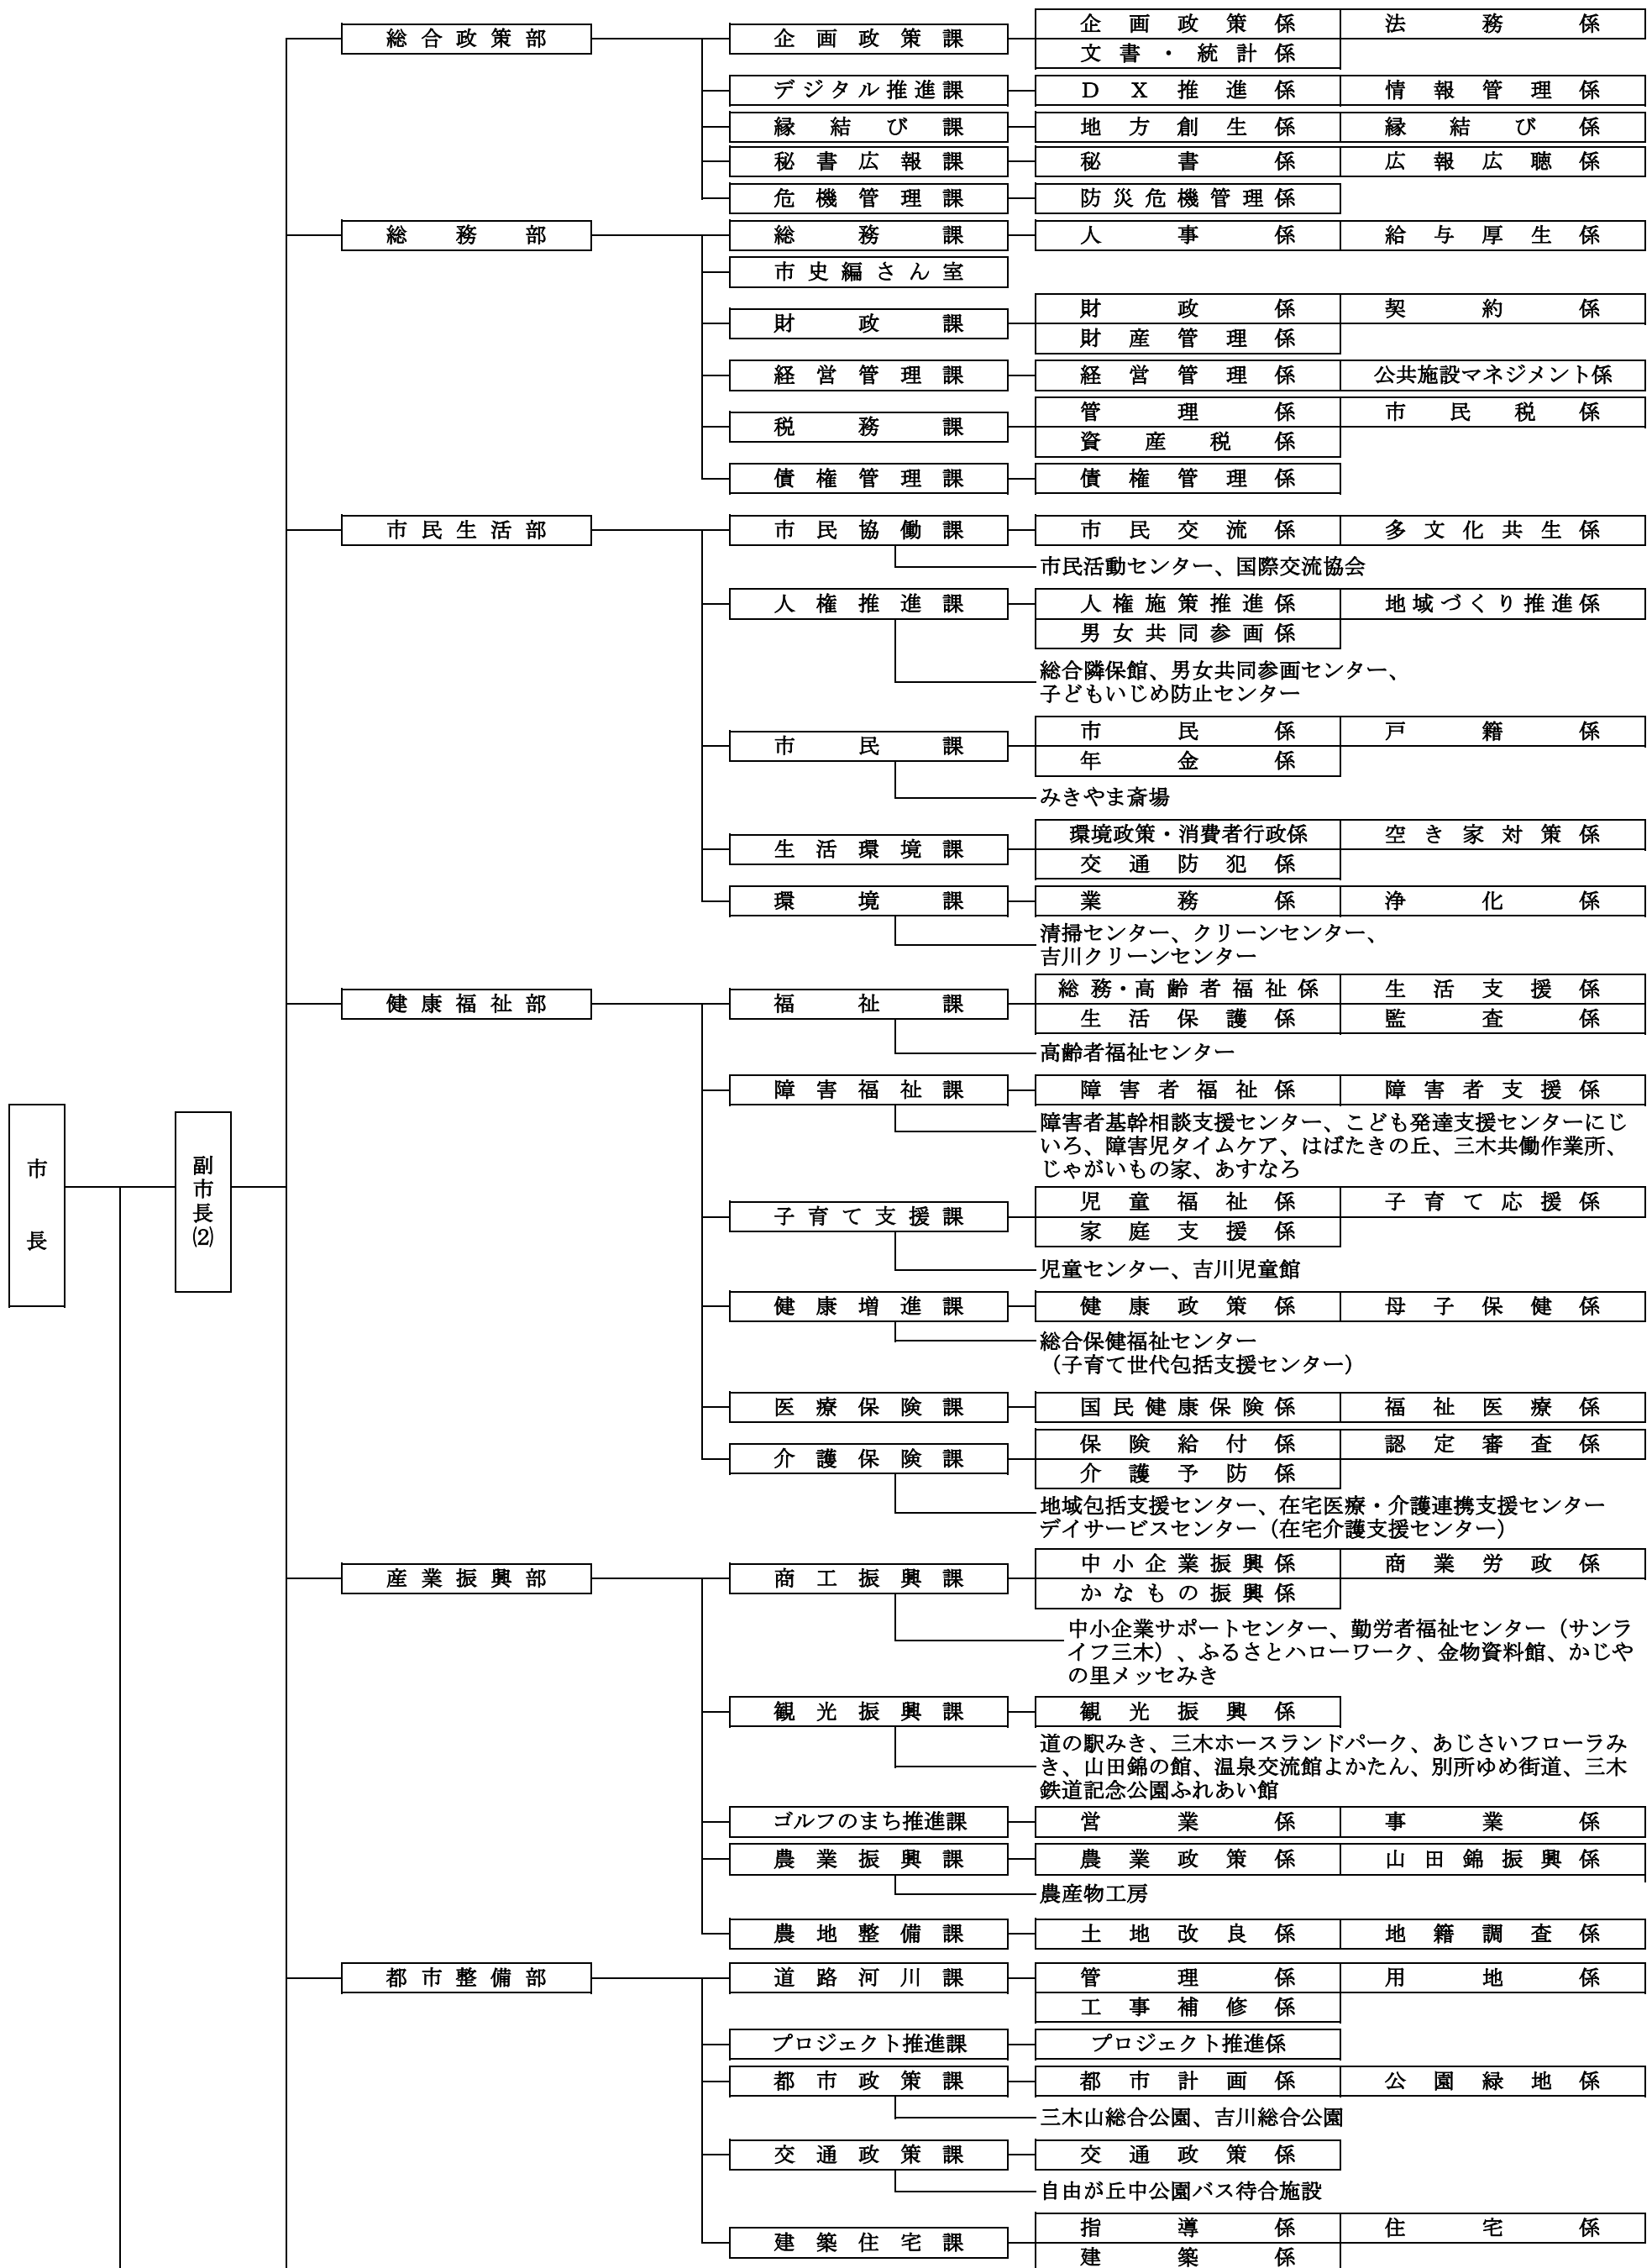 総合政策部 企画政策課 企画政策係 法務係
文書・統計係
デジタル推進課 DX推進係 情報管理係
縁結び課 地方創生係 縁結び係
秘書広報課 秘書係 広報広聴係
危機管理課 防災危機管理係
総務部 総務課 人事係 給与厚生係
市史編さん室
財政課 財政係 契約係
財産管理係
経営管理課 経営管理係 公共施設マネジメント係
税務課 管理係 市民税係
資産税係
債権管理課 債権管理係
市民生活部 市民協働課 市民交流係 多文化共生係
市民活動センター、国際交流協会
人権推進課 人権施策推進係 地域づくり推進係
男女共同参画係
総合隣保館、男女共同参画センター、
子どもいじめ防止センター
市民課 市民係 戸籍係
年金係
みきやま斎場
生活環境課 環境政策・消費者行政係 空き家対策係
交通防犯係
環境課 業務係 浄化係
清掃センター、クリーンセンター、
吉川クリーンセンター
健康福祉部 福祉課 総務・高齢者福祉係 生活支援係
生活保護係 監査係
高齢者福祉センター
障害福祉課 障害者福祉係 障害者支援係
障害者基幹相談支援センター、こども発達支援センターにじ
いろ、障害児タイムケア、はばたきの丘、三木共働作業所、
じゃがいもの家、あすなろ
市長 副市長(2)
子育て支援課 児童福祉係 子育て応援係
家庭支援係
児童センター、吉川児童館
健康増進課 健康政策係 母子保健係
総合保健福祉センター
（子育て世代包括支援センター）
医療保険課 国民健康保険係 福祉医療係
介護保険課 保険給付係 認定審査係
介護予防係
地域包括支援センター、在宅医療・介護連携支援センター
デイサービスセンター（在宅介護支援センター）
産業振興部 商工振興課 中小企業振興係 商業労政係
かなもの振興係
中小企業サポートセンター、勤労者福祉センター（サンラ
イフ三木）、ふるさとハローワーク、金物資料館、かじや
の里メッセみき
観光振興課 観光振興係
道の駅みき、三木ホースランドパーク、あじさいフローラみ
き、山田錦の館、温泉交流館よかたん、別所ゆめ街道、三木
鉄道記念公園ふれあい館
ゴルフのまち推進課 営業係 事業係
農業振興課 農業政策係 山田錦振興係
農産物工房
農地整備課 土地改良係 地籍調査係
都市整備部 道路河川課 管理係 用地係
工事補修係
プロジェクト推進課 プロジェクト推進係
都市政策課 都市計画係 公園緑地係
三木山総合公園、吉川総合公園
交通政策課 交通政策係
自由が丘中公園バス待合施設
建築住宅課 指導係 住宅係
建築係